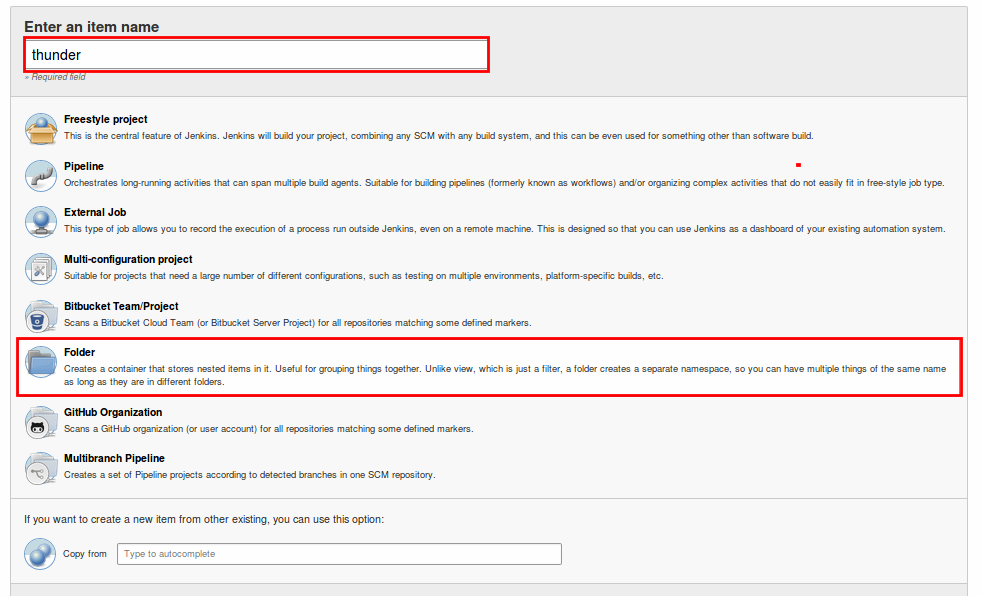 Enter an item name
thunder
» Required field
Freestyle project
This is the central feature of Jenkins. Jenkins will build your project, combining any SCM with any build system, and this can be even used for something other than software build.
Pipeline
Orchestrates long-running activities that can span multiple build agents. Suitable for building pipelines (formerly known as workflows) and/or organizing complex activities that do not easily fit in free-style job type.
External Job
This type of job allows you to record the execution of a process run outside Jenkins, even on a remote machine. This is designed so that you can use Jenkins as a dashboard of your existing automation system.
Multi-configuration project
Suitable for projects that need a large number of different configurations, such as testing on multiple environments, platform-specific builds, etc.
Bitbucket Team/Project
Scans a Bitbucket Cloud Team (or Bitbucket Server Project) for all repositories matching some defined markers.
Folder
Creates a container that stores nested items in it. Useful for grouping things together. Unlike view, which is just a filter, a folder creates a separate namespace, so you can have multiple things of the same name
as long as they are in different folders.
GitHub Organization
Scans a GitHub organization (or user account) for all repositories matching some defined markers.
Multibranch Pipeline
Creates a set of Pipeline projects according to detected branches in one SCM repository.
If you want to create a new item from other existing, you can use this option:
Copy from
Type to autocomplete